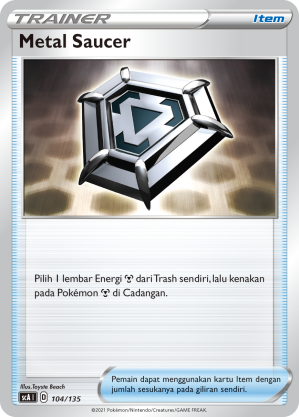 TRAINER Item
Metal Saucer
Pilih 1 lembar Energi dari Trash sendiri, lalu kenakan
pada Pokémon di Cadangan.
Illus. Toyste Beach
scA I D 104/135
Pemain dapat menggunakan kartu Item dengan
jumlah sesukanya pada giliran sendiri.
©2021 Pokémon/Nintendo/Creatures/GAME FREAK.